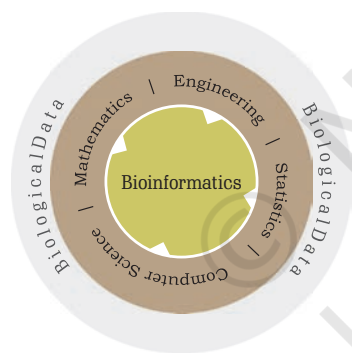 BiologicalData
Mathematics | Engineering | Statistics | Computer Science |
Bioinformatics
BiologicalData